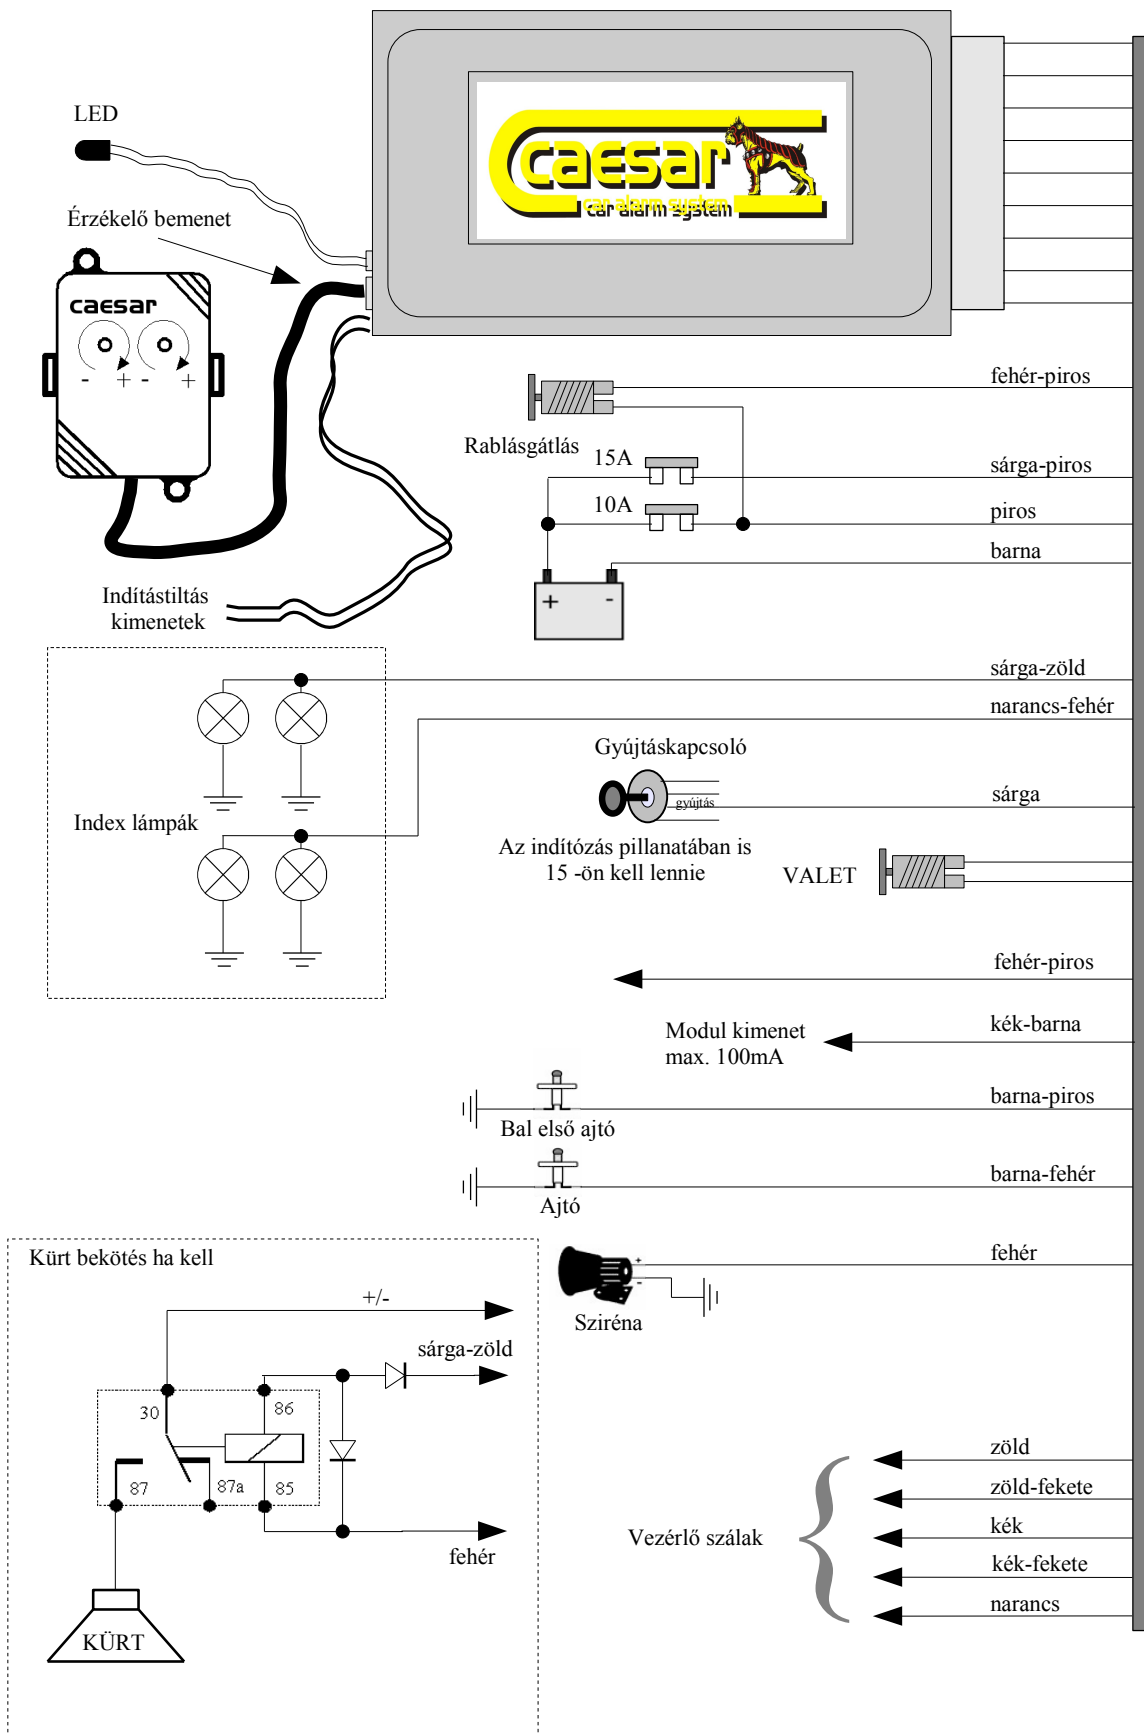 caesar
car alarm system
LED
Érzékelő bemenet
caesar
- + - +
fehér-piros
Rablásgátlás
15A
sárga-piros
10A
piros
barna
+ -
Indítástiltás
kimenetek
sárga-zöld
narancs-fehér
Gyújtáskapcsoló
gyújtás
sárga
Index lámpák
Az indítózás pillanatában is
15 -ön kell lennie
VALET
fehér-piros
kék-barna
Modul kimenet
max. 100mA
barna-piros
Bal első ajtó
barna-fehér
Ajtó
fehér
Kürt bekötés ha kell
+
-
+/-
Sziréna
sárga-zöld
30
86
87
87a
85
fehér
KÜRT
zöld
zöld-fekete
Vezérlő szálak
kék
kék-fekete
narancs